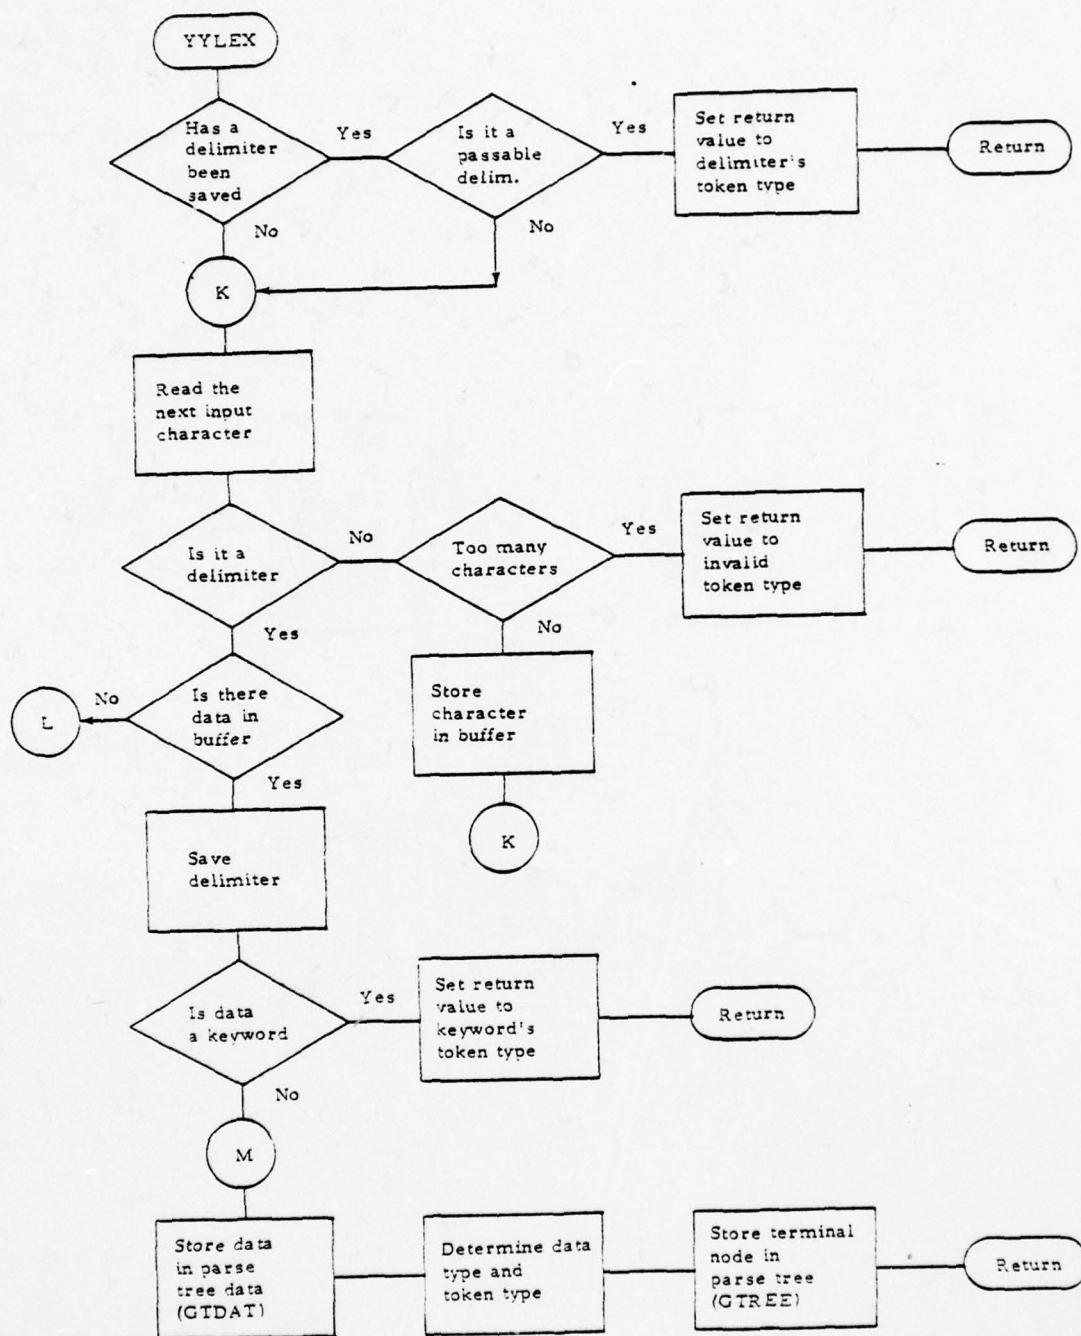 YYLEX
Has a
delimiter
been
saved
Yes
Is it a
passable
delim.
Yes
Set return
value to
delimiter's
token type
Return
No
No
K
Read the
next input
character
Is it a
delimiter
No
Too many
characters
Yes
Set return
value to
invalid
token type
Return
Yes
No
L
No
Is there
data in
buffer
Store
character
in buffer
Yes
K
Save
delimiter
Is data
a keyword
Yes
Set return
value to
keyword's
token type
Return
No
M
Store data
in parse
tree data
(GTDAT)
Determine data
type and
token type
Store terminal
node in
parse tree
(GTREE)
Return